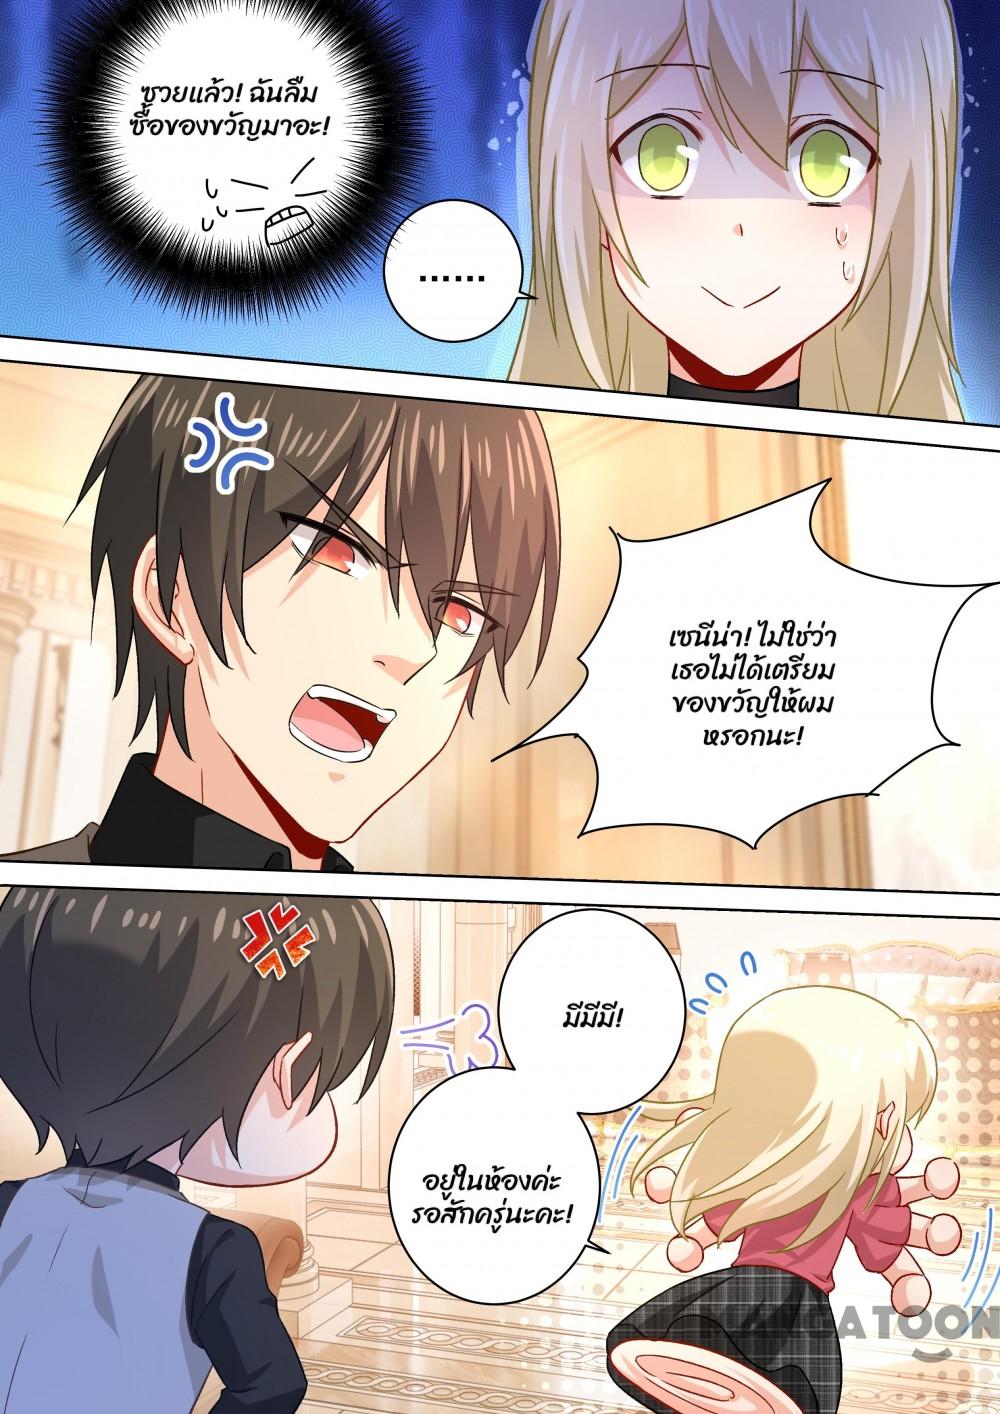 ซวยแล้ว! ฉันลืม
ซื้อของขวัญมาอะ!
......
เซนีน่า! ไม่ใช่ว่า
เธอไม่ได้เตรียม
ของขวัญให้ผม
หรอกนะ!
มีมีมี!
อยู่ในห้องค่ะ
รอสักครู่นะคะ!
MANGATOON